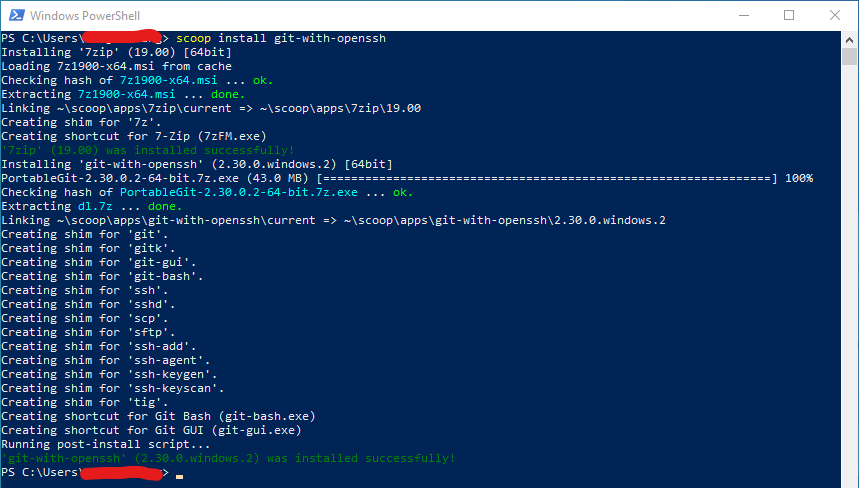 Windows PowerShell
PS C:\Users\ > scoop install git-with-openssh
Installing '7zip' (19.00) [64bit]
Loading 7z1900-x64.msi from cache
Checking hash of 7z1900-x64.msi ... ok.
Extracting 7z1900-x64.msi ... done.
Linking ~\scoop\apps\7zip\current => ~\scoop\apps\7zip\19.00
Creating shim for '7z'.
Creating shortcut for 7-Zip (7zFM.exe)
'7zip' (19.00) was installed successfully!
Installing 'git-with-openssh' (2.30.0.windows.2) [64bit]
PortableGit-2.30.0.2-64-bit.7z.exe (43.0 MB) [================================================================] 100%
Checking hash of PortableGit-2.30.0.2-64-bit.7z.exe ... ok.
Extracting dl.7z ... done.
Linking ~\scoop\apps\git-with-openssh\current => ~\scoop\apps\git-with-openssh\2.30.0.windows.2
Creating shim for 'git'.
Creating shim for 'gitk'.
Creating shim for 'git-gui'.
Creating shim for 'git-bash'.
Creating shim for 'ssh'.
Creating shim for 'sshd'.
Creating shim for 'scp'.
Creating shim for 'sftp'.
Creating shim for 'ssh-add'.
Creating shim for 'ssh-agent'.
Creating shim for 'ssh-keygen'.
Creating shim for 'ssh-keyscan'.
Creating shim for 'tig'.
Creating shortcut for Git Bash (git-bash.exe)
Creating shortcut for Git GUI (git-gui.exe)
Running post-install script...
'git-with-openssh' (2.30.0.windows.2) was installed successfully!
PS C:\Users\ >